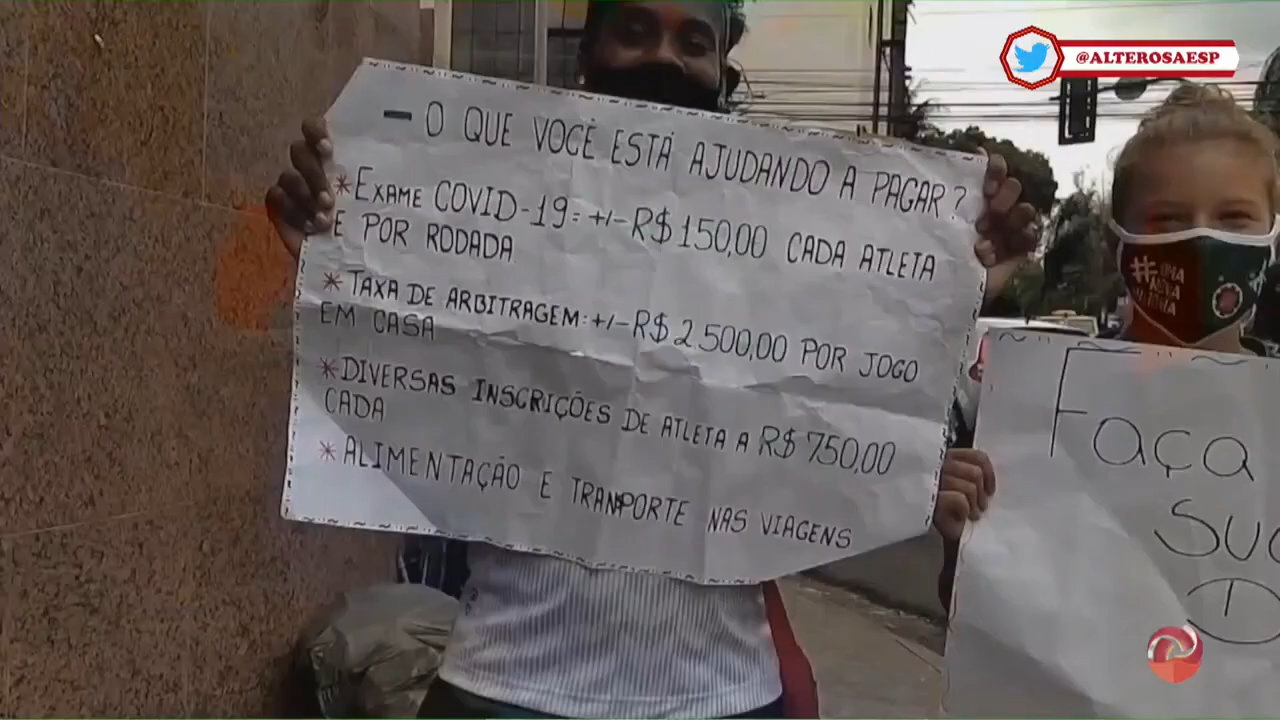 @ALTEROSAESP
— O QUE VOCÊ ESTÁ AJUDANDO A PAGAR?
* EXAME COVID-19: +/- R$ 150,00 CADA ATLETA
E POR RODADA
* TAXA DE ARBITRAGEM: +/- R$ 2.500,00 POR JOGO
EM CASA
* DIVERSAS INSCRIÇÕES DE ATLETA A R$ 750,00
CADA
* ALIMENTAÇÃO E TRANPORTE NAS VIAGENS
Faça
SUA